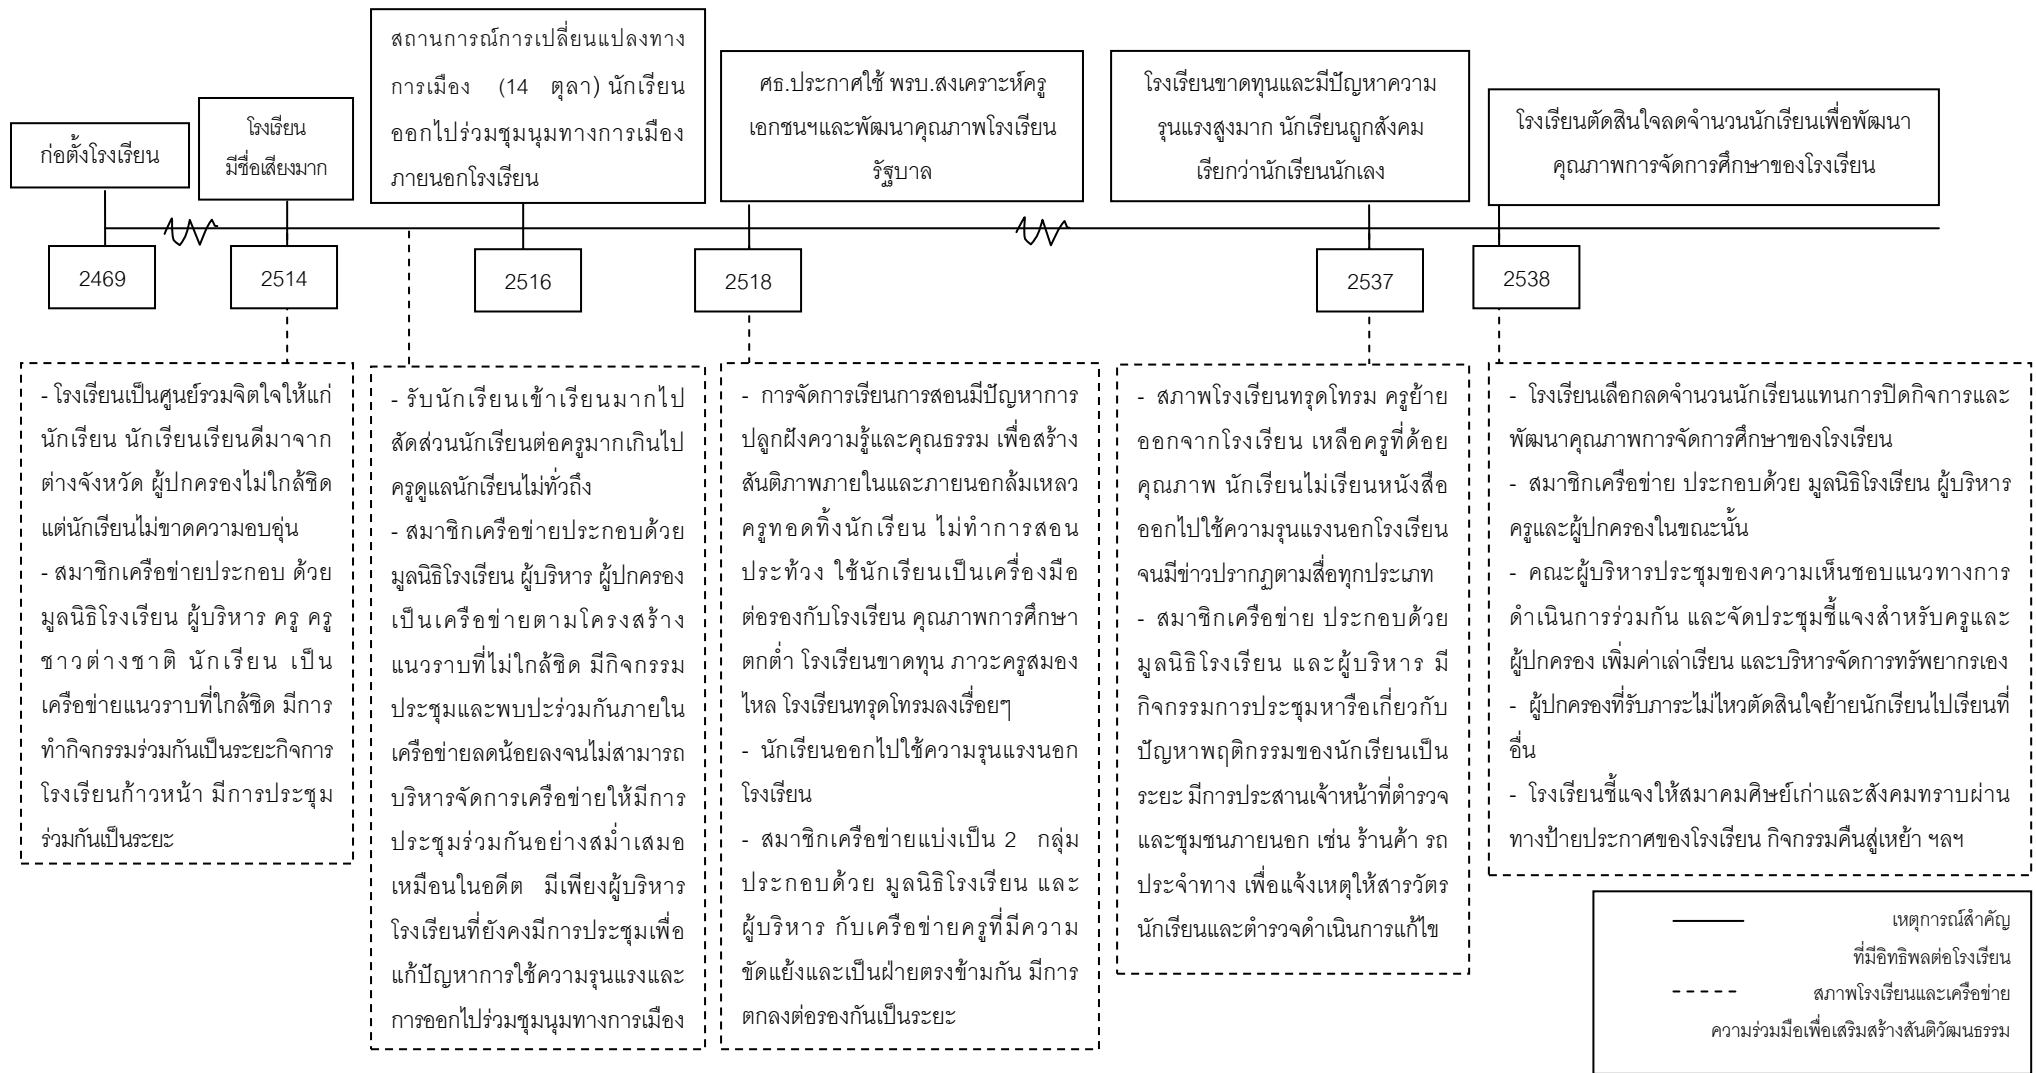 ก่อตั้งโรงเรียน
โรงเรียน
มีชื่อเสียงมาก
สถานการณ์การเปลี่ยนแปลงทาง
การเมือง (14 ตุลา) นักเรียน
ออกไปร่วมชุมนุมทางการเมือง
ภายนอกโรงเรียน
ศธ.ประกาศใช้ พรบ.สงเคราะห์ครู
เอกชนฯและพัฒนาคุณภาพโรงเรียน
รัฐบาล
โรงเรียนขาดทุนและมีปัญหาความ
รุนแรงสูงมาก นักเรียนถูกสังคม
เรียกว่านักเรียนนักเลง
โรงเรียนตัดสินใจลดจำนวนนักเรียนเพื่อพัฒนา
คุณภาพการจัดการศึกษาของโรงเรียน
2469
2514
2516
2518
2537
2538
- โรงเรียนเป็นศูนย์รวมจิตใจให้แก่
นักเรียน นักเรียนเรียนดีมาจาก
ต่างจังหวัด ผู้ปกครองไม่ใกล้ชิด
แต่นักเรียนไม่ขาดความอบอุ่น
- สมาชิกเครือข่ายประกอบ ด้วย
มูลนิธิโรงเรียน ผู้บริหาร ครู ครู
ชาวต่างชาติ นักเรียน เป็น
เครือข่ายแนวราบที่ใกล้ชิด มีการ
ทำกิจกรรมร่วมกันเป็นระยะกิจการ
โรงเรียนก้าวหน้า มีการประชุม
ร่วมกันเป็นระยะ
- รับนักเรียนเข้าเรียนมากไป
สัดส่วนนักเรียนต่อครูมากเกินไป
ครูดูแลนักเรียนไม่ทั่วถึง
- สมาชิกเครือข่ายประกอบด้วย
มูลนิธิโรงเรียน ผู้บริหาร ผู้ปกครอง
เป็นเครือข่ายตามโครงสร้าง
แนวราบที่ไม่ใกล้ชิด มีกิจกรรม
ประชุมและพบปะร่วมกันภายใน
เครือข่ายลดน้อยลงจนไม่สามารถ
บริหารจัดการเครือข่ายให้มีการ
ประชุมร่วมกันอย่างสม่ำเสมอ
เหมือนในอดีต มีเพียงผู้บริหาร
โรงเรียนที่ยังคงมีการประชุมเพื่อ
แก้ปัญหาการใช้ความรุนแรงและ
การออกไปร่วมชุมนุมทางการเมือง
- การจัดการเรียนการสอนมีปัญหาการ
ปลูกฝังความรู้และคุณธรรม เพื่อสร้าง
สันติภาพภายในและภายนอกล้มเหลว
ครูทอดทิ้งนักเรียน ไม่ทำการสอน
ประท้วง ใช้นักเรียนเป็นเครื่องมือ
ต่อรองกับโรงเรียน คุณภาพการศึกษา
ตกต่ำ โรงเรียนขาดทุน ภาวะครูสมอง
ไหล โรงเรียนทรุดโทรมลงเรื่อยๆ
- นักเรียนออกไปใช้ความรุนแรงนอก
โรงเรียน
- สมาชิกเครือข่ายแบ่งเป็น 2 กลุ่ม
ประกอบด้วย มูลนิธิโรงเรียน และ
ผู้บริหาร กับเครือข่ายครูที่มีความ
ขัดแย้งและเป็นฝ่ายตรงข้ามกัน มีการ
ตกลงต่อรองกันเป็นระยะ
- สภาพโรงเรียนทรุดโทรม ครูย้าย
ออกจากโรงเรียน เหลือครูที่ด้อย
คุณภาพ นักเรียนไม่เรียนหนังสือ
ออกไปใช้ความรุนแรงนอกโรงเรียน
จนมีข่าวปรากฏตามสื่อทุกประเภท
- สมาชิกเครือข่าย ประกอบด้วย
มูลนิธิโรงเรียน และผู้บริหาร มี
กิจกรรมการประชุมหารือเกี่ยวกับ
ปัญหาพฤติกรรมของนักเรียนเป็น
ระยะ มีการประสานเจ้าหน้าที่ตำรวจ
และชุมชนภายนอก เช่น ร้านค้า รถ
ประจำทาง เพื่อแจ้งเหตุให้สารวัตร
นักเรียนและตำรวจดำเนินการแก้ไข
- โรงเรียนเลือกลดจำนวนนักเรียนแทนการปิดกิจการและ
พัฒนาคุณภาพการจัดการศึกษาของโรงเรียน
- สมาชิกเครือข่าย ประกอบด้วย มูลนิธิโรงเรียน ผู้บริหาร
ครูและผู้ปกครองในขณะนั้น
- คณะผู้บริหารประชุมของความเห็นชอบแนวทางการ
ดำเนินการร่วมกัน และจัดประชุมชี้แจงสำหรับครูและ
ผู้ปกครอง เพิ่มค่าเล่าเรียน และบริหารจัดการทรัพยากรเอง
- ผู้ปกครองที่รับภาระไม่ไหวตัดสินใจย้ายนักเรียนไปเรียนที่
อื่น
- โรงเรียนชี้แจงให้สมาคมศิษย์เก่าและสังคมทราบผ่าน
ทางป้ายประกาศของโรงเรียน กิจกรรมคืนสู่เหย้า ฯลฯ
เหตุการณ์สำคัญ
ที่มีอิทธิพลต่อโรงเรียน
สภาพโรงเรียนและเครือข่าย
ความร่วมมือเพื่อเสริมสร้างสันติวัฒนธรรม